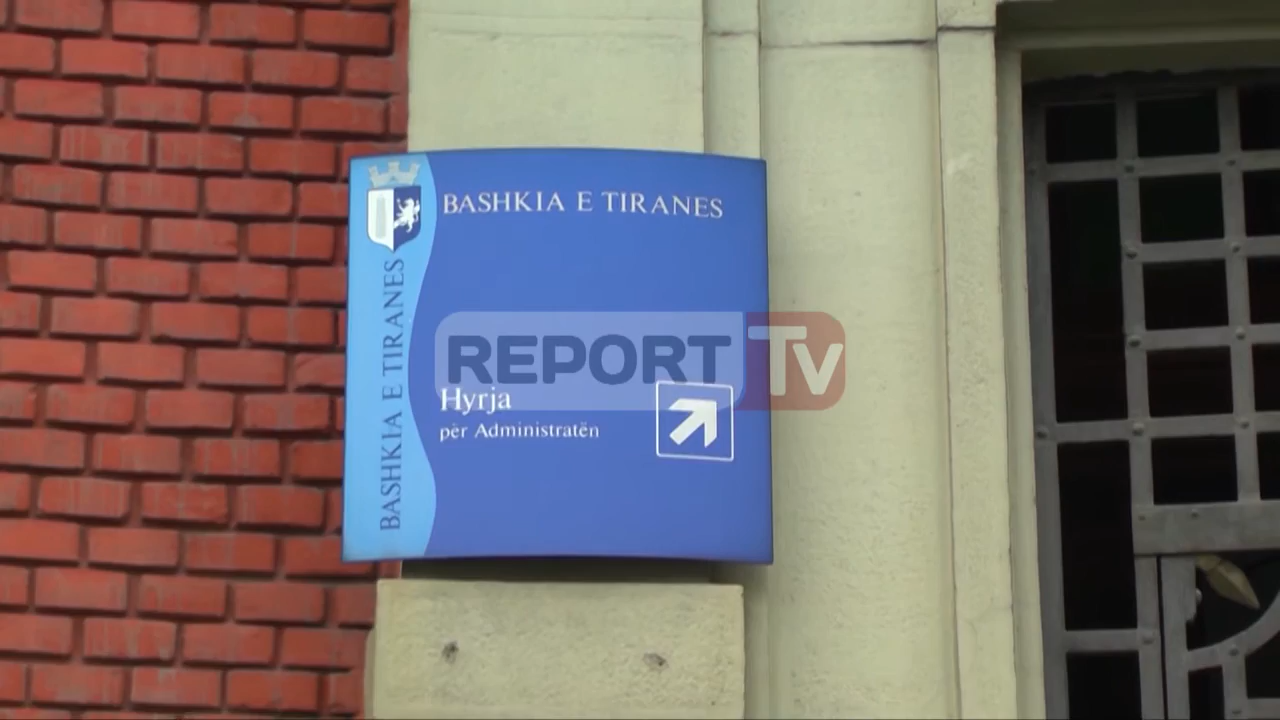 BASHKIA E TIRANES
BASHKIA E TIRANES
REPORT Tv
Hyrja
për Administratën